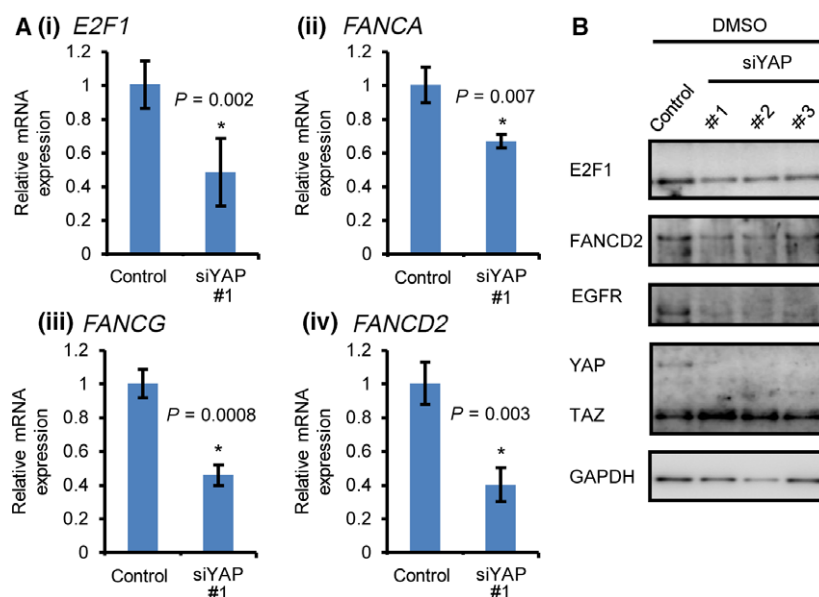 A (i) E2F1
Relative mRNA
expression
1.2
1
0.8
0.6
0.4
0.2
0
P = 0.002
*
Control
siYAP
#1
(ii) FANCA
Relative mRNA
expression
1.2
1
0.8
0.6
0.4
0.2
0
P = 0.007
*
Control
siYAP
#1
(iii) FANCG
Relative mRNA
expression
1.2
1
0.8
0.6
0.4
0.2
0
P = 0.0008
*
Control
siYAP
#1
(iv) FANCD2
Relative mRNA
expression
1.2
1
0.8
0.6
0.4
0.2
0
P = 0.003
*
Control
siYAP
#1
B
DMSO
siYAP
Control #1 #2 #3
E2F1
FANCD2
EGFR
YAP
TAZ
GAPDH